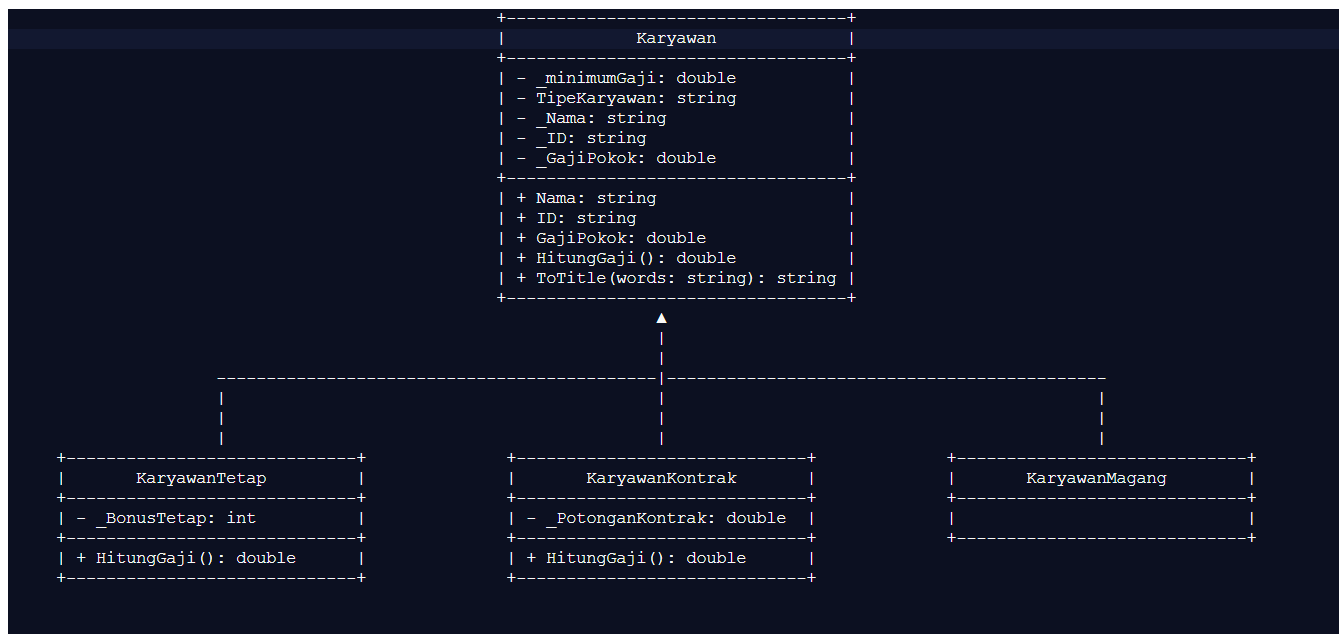 +----------------------------------+
| Karyawan |
+----------------------------------+
| - _minimumGaji: double |
| - TipeKaryawan: string |
| - _Nama: string |
| - _ID: string |
| - _GajiPokok: double |
+----------------------------------+
| + Nama: string |
| + ID: string |
| + GajiPokok: double |
| + HitungGaji(): double |
| + ToTitle(words: string): string |
+----------------------------------+
▲
|
|
--------------------------------------------|--------------------------------------------
| | |
| | |
| | |
+-----------------------------+ +-----------------------------+ +-----------------------------+
| KaryawanTetap | | KaryawanKontrak | | KaryawanMagang |
+-----------------------------+ +-----------------------------+ +-----------------------------+
| - _BonusTetap: int | | - _PotonganKontrak: double | | |
+-----------------------------+ +-----------------------------+ +-----------------------------+
| + HitungGaji(): double | | + HitungGaji(): double |
+-----------------------------+ +-----------------------------+